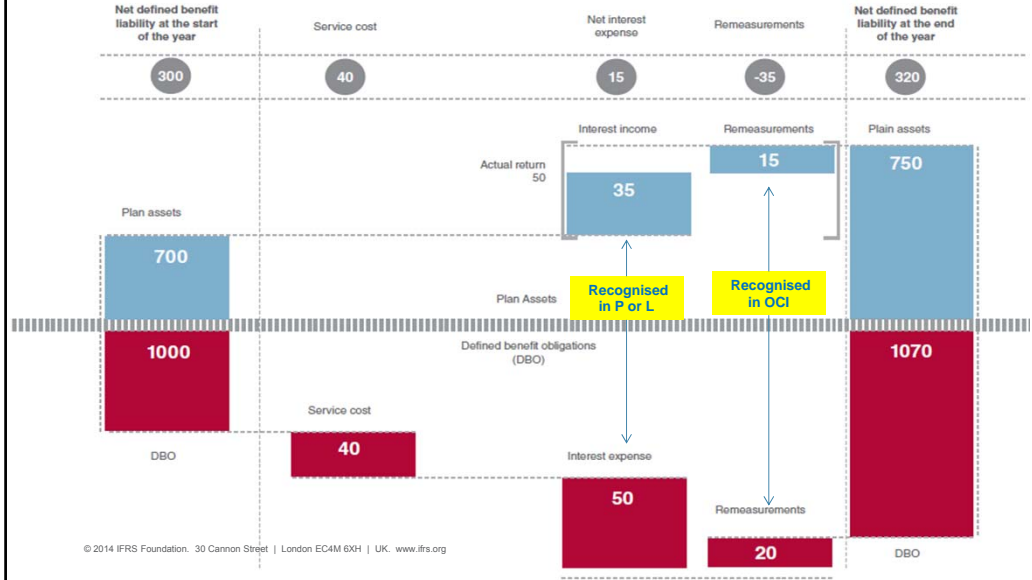 Net defined benefit
liability at the start
of the year
Service cost
Net interest
expense
Remeasurements
Net defined benefit
liability at the end
of the year
300
40
15
-35
320
Interest income
Remeasurements
Plain assets
Actual return
50
35
15
750
Plan assets
700
Plan Assets
Recognised
in P or L
Recognised
in OCI
1000
Defined benefit obligations
(DBO)
1070
Service cost
40
DBO
Interest expense
50
Remeasurements
20
DBO
© 2014 IFRS Foundation. 30 Cannon Street | London EC4M 6XH | UK. www.ifrs.org